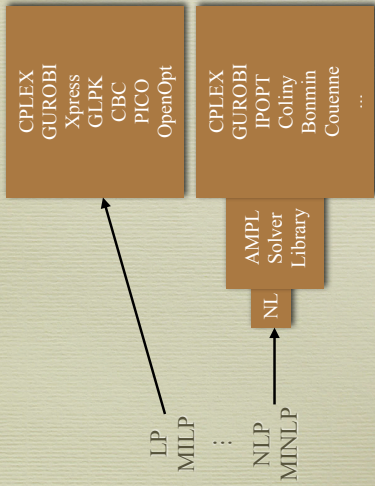 LP
MILP
...
NLP
MINLP
CPLEX
GUROBI
Xpress
GLPK
CBC
PICO
OpenOpt
NL
AMPL
Solver
Library
CPLEX
GUROBI
IPOPT
Coliny
Bonmin
Couenne
...